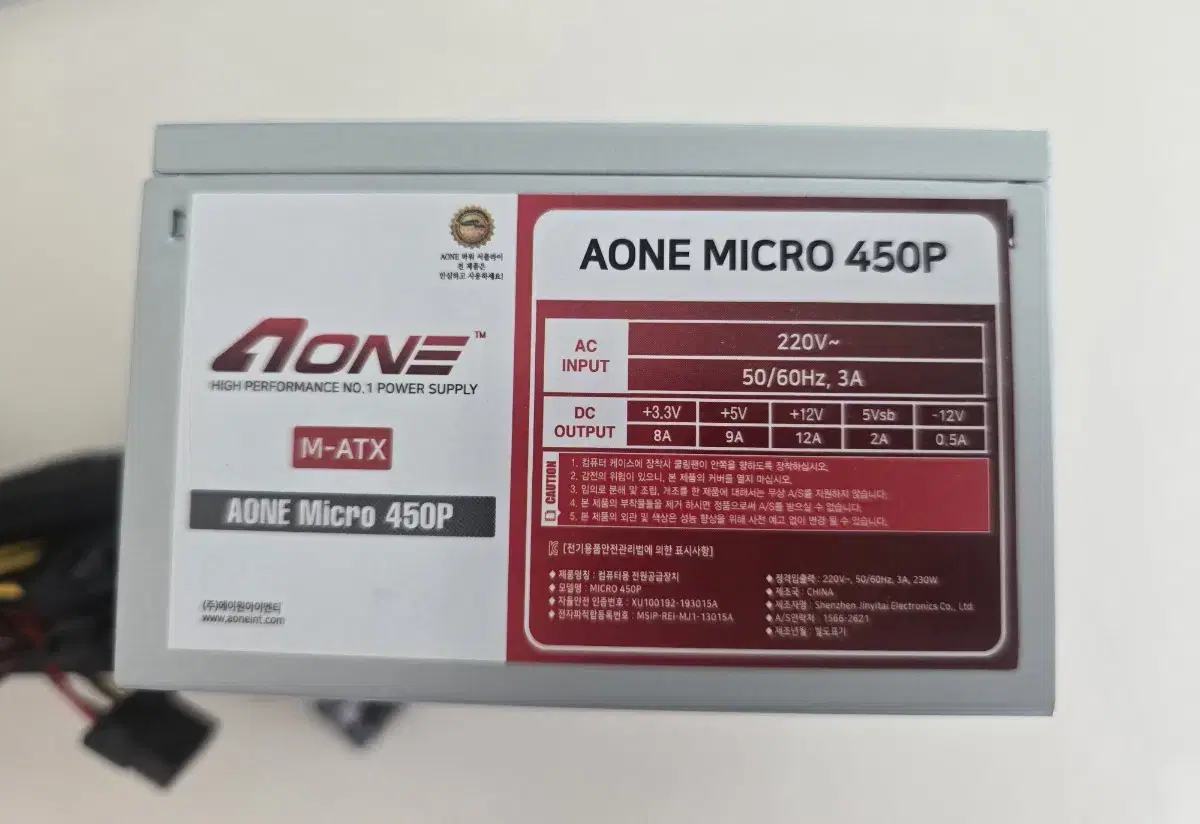 AONE 파워 서플라이
전 제품은
안심하고 사용하세요!
AONE™
HIGH PERFORMANCE NO.1 POWER SUPPLY
M-ATX
AONE Micro 450P
(주)에이원아이엔티
www.aoneint.com
AONE MICRO 450P
AC INPUT
220V~
50/60Hz, 3A
DC OUTPUT
+3.3V +5V +12V 5Vsb -12V
8A 9A 12A 2A 0.5A
CAUTION
1. 컴퓨터 케이스에 장착시 쿨링팬이 안쪽을 향하도록 장착하십시오.
2. 감전의 위험이 있으니, 본 제품의 커버를 열지 마십시오.
3. 임의로 분해 및 조립, 개조를 한 제품에 대해서는 무상 A/S를 지원하지 않습니다.
4. 본 제품의 부착물들을 제거 하시면 정품으로써 A/S를 받으실 수 없습니다.
5. 본 제품의 외관 및 색상은 성능 향상을 위해 사전 예고 없이 변경 될 수 있습니다.
[전기용품안전관리법에 의한 표시사항]
◆ 제품명칭 : 컴퓨터용 전원공급장치
◆ 모델명 : MICRO 450P
◆ 자율안전 인증번호 : XU100192-193015A
◆ 전자파적합등록번호 : MSIP-REI-MJ1-13015A
◆ 정격입출력 : 220V~, 50/60Hz, 3A, 230W
◆ 제조국 : CHINA
◆ 제조자명 : Shenzhen Jinyitai Electronics Co., Ltd.
◆ A/S연락처 : 1566-2621
◆ 제조년월 : 별도표기